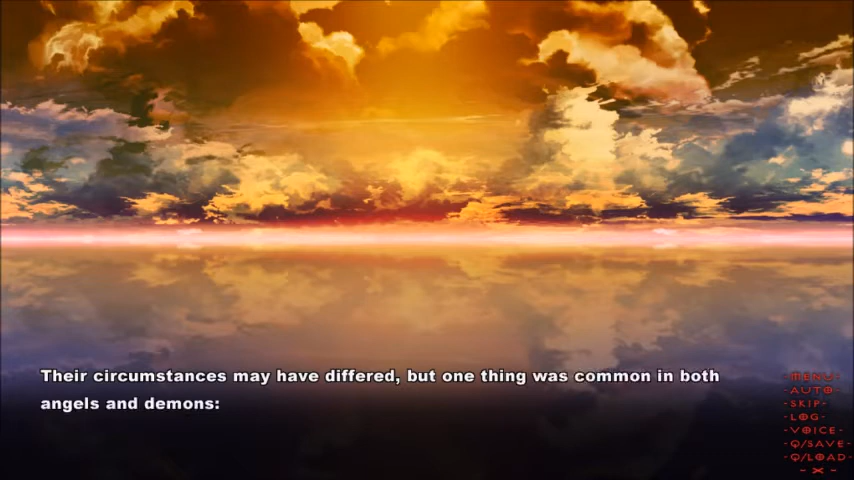 Their circumstances may have differed, but one thing was common in both
angels and demons:
-MENU-
-AUTO-
-SKIP-
-LOG-
-VOICE-
-Q/SAVE-
-Q/LOAD-
-X-